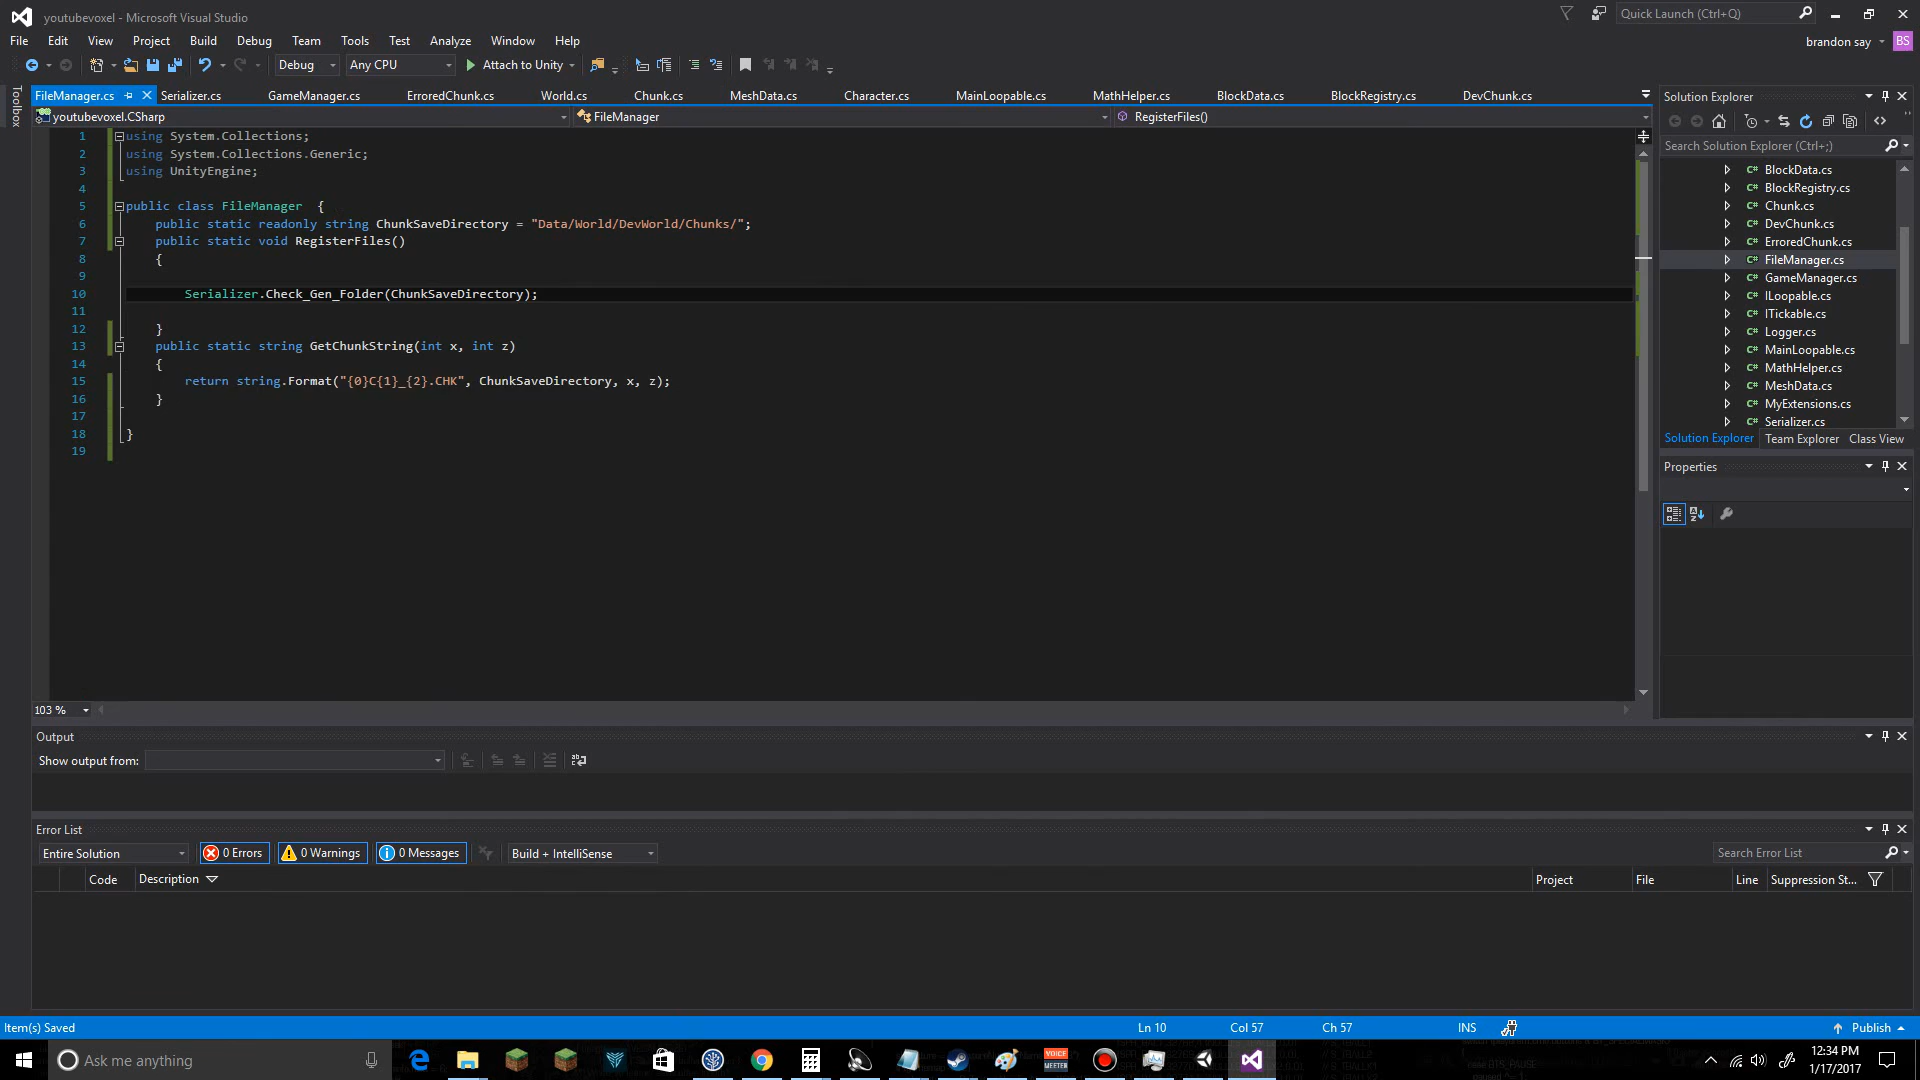 youtubevoxel - Microsoft Visual Studio
Quick Launch (Ctrl+Q)
File Edit View Project Build Debug Team Tools Test Analyze Window Help
brandon say BS
Debug Any CPU Attach to Unity
Toolbox
FileManager.cs Serializer.cs GameManager.cs ErroredChunk.cs World.cs Chunk.cs MeshData.cs Character.cs MainLoopable.cs MathHelper.cs BlockData.cs BlockRegistry.cs DevChunk.cs
youtubevoxel.CSharp FileManager RegisterFiles()
1 using System.Collections;
2 using System.Collections.Generic;
3 using UnityEngine;
4
5 public class FileManager {
6 public static readonly string ChunkSaveDirectory = "Data/World/DevWorld/Chunks/";
7 public static void RegisterFiles()
8 {
9
10 Serializer.Check_Gen_Folder(ChunkSaveDirectory);
11
12 }
13 public static string GetChunkString(int x, int z)
14 {
15 return string.Format("{0}C{1}_{2}.CHK", ChunkSaveDirectory, x, z);
16 }
17
18 }
19
103 %
Solution Explorer
Search Solution Explorer (Ctrl+;)
C# BlockData.cs
C# BlockRegistry.cs
C# Chunk.cs
C# DevChunk.cs
C# ErroredChunk.cs
C# FileManager.cs
C# GameManager.cs
C# ILoopable.cs
C# ITickable.cs
C# Logger.cs
C# MainLoopable.cs
C# MathHelper.cs
C# MeshData.cs
C# MyExtensions.cs
C# Serializer.cs
Solution Explorer Team Explorer Class View
Properties
Output
Show output from:
Error List
Entire Solution 0 Errors 0 Warnings 0 Messages Build + IntelliSense Search Error List
Code Description Project File Line Suppression St...
Item(s) Saved Ln 10 Col 57 Ch 57 INS Publish
Ask me anything
VOICE MEETER
12:34 PM
1/17/2017